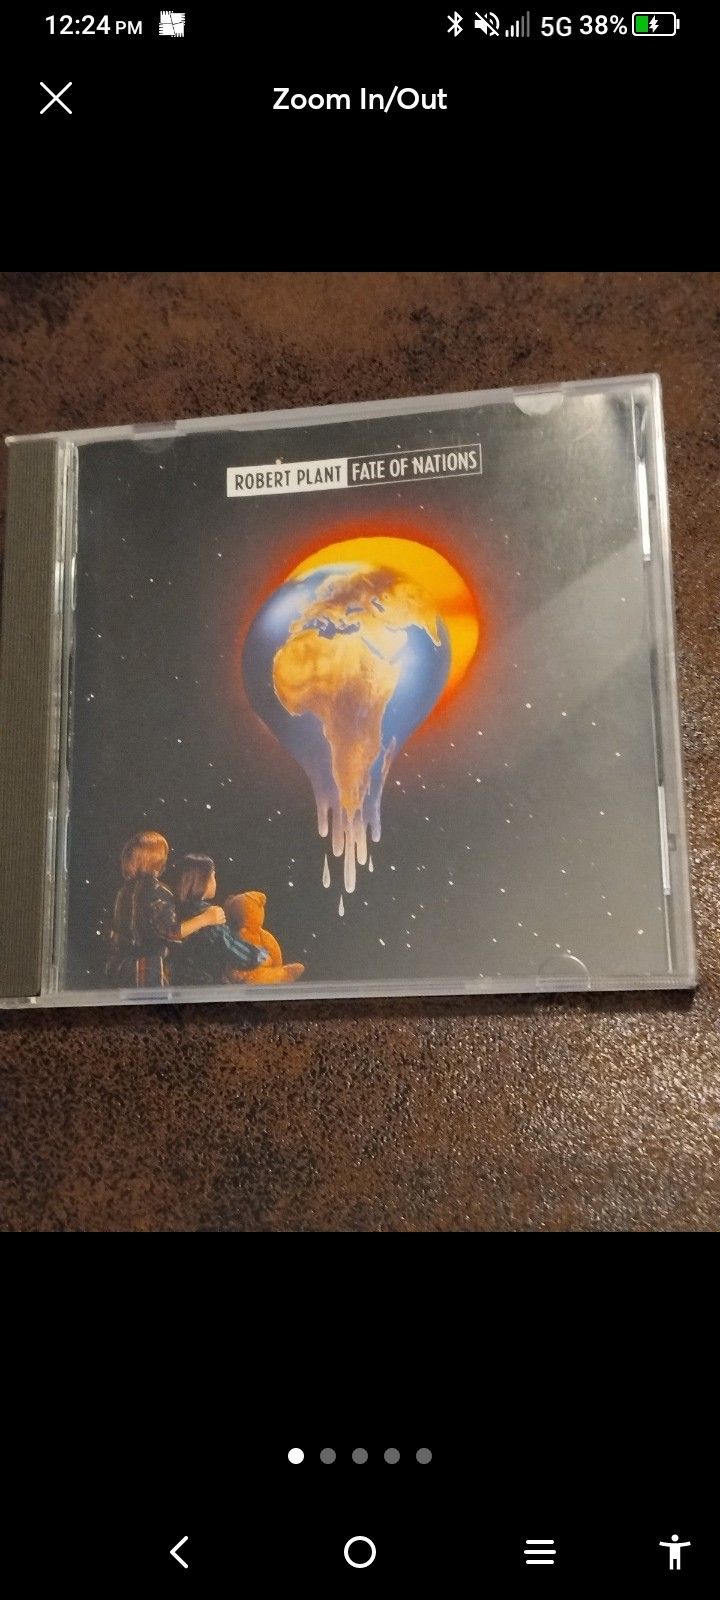 12:24 PM 5G 38%
Zoom In/Out
ROBERT PLANT FATE OF NATIONS